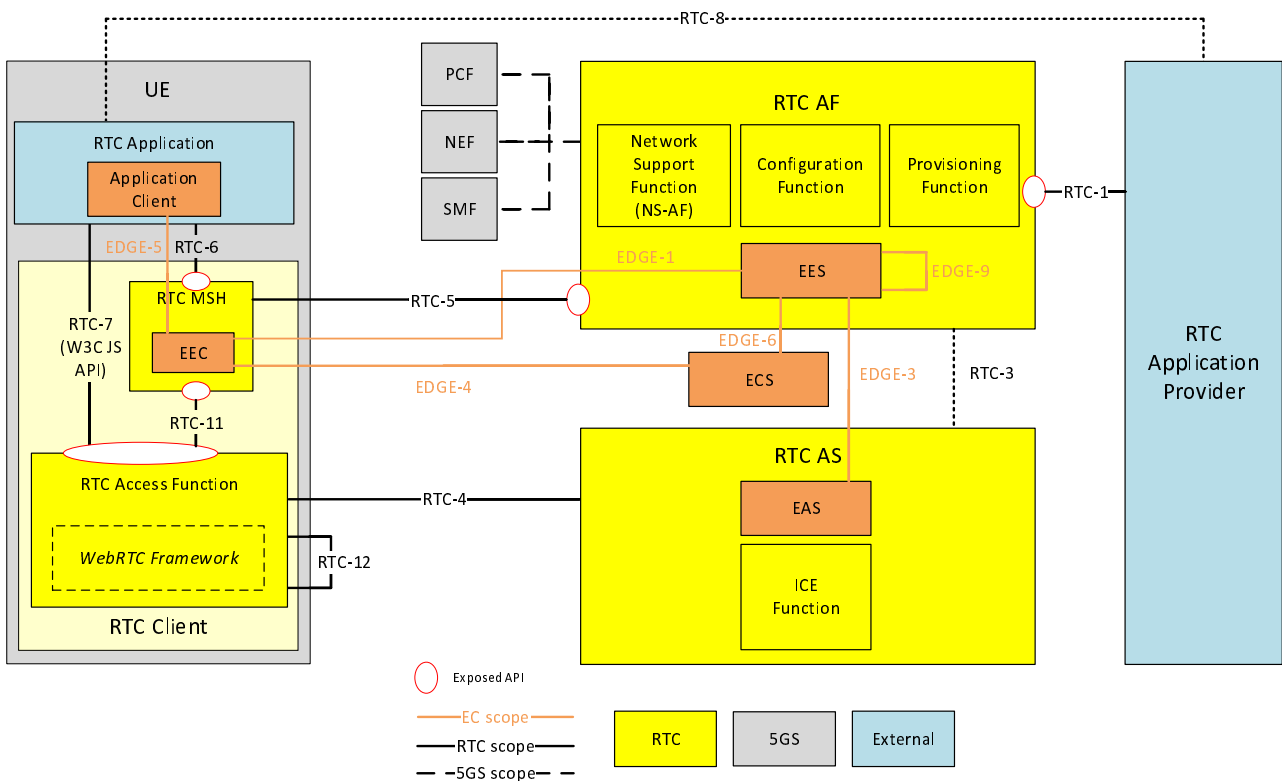 RTC-8
UE
RTC Application
Application
Client
EDGE-5
RTC-6
RTC MSH
EEC
RTC-7
(W3C JS
API)
RTC-11
RTC Access Function
WebRTC Framework
RTC-12
RTC Client
PCF
NEF
SMF
RTC AF
Network
Support
Function
(NS-AF)
Configuration
Function
Provisioning
Function
RTC-1
EDGE-1
EES
EDGE-9
RTC-5
EDGE-6
EDGE-4
ECS
EDGE-3
RTC-3
RTC-4
RTC AS
EAS
ICE
Function
RTC
Application
Provider
Exposed API
EC scope
RTC scope
5GS scope
RTC
5GS
External